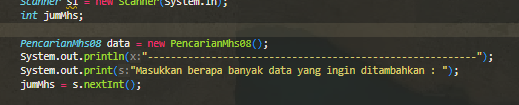 Scanner s1 = new Scanner(System.in);
int jumMhs;
PencarianMhs08 data = new PencarianMhs08();
System.out.println(x:"--------------------------------------------------------");
System.out.print(s:"Masukkan berapa banyak data yang ingin ditambahkan : ");
jumMhs = s.nextInt();